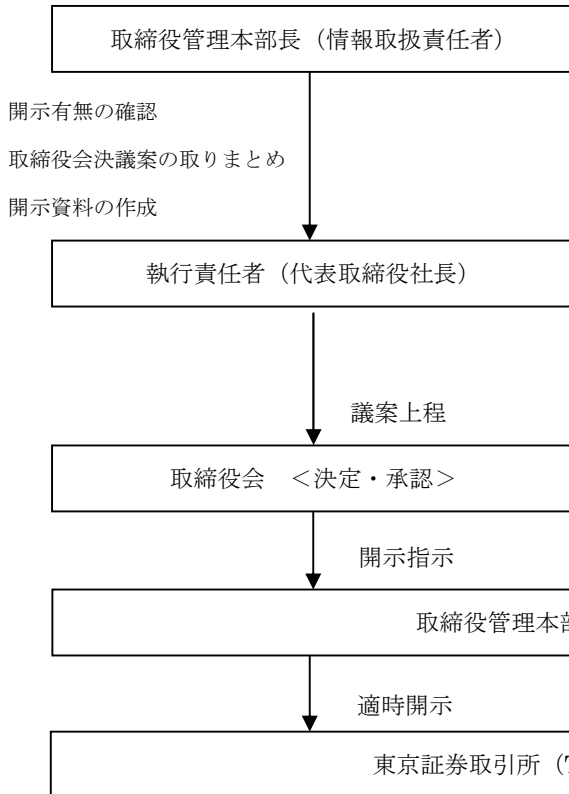 取締役管理本部長（情報取扱責任者）
開示有無の確認
取締役会決議案の取りまとめ
開示資料の作成
執行責任者（代表取締役社長）
議案上程
取締役会　＜決定・承認＞
開示指示
取締役管理本
適時開示
東京証券取引所（